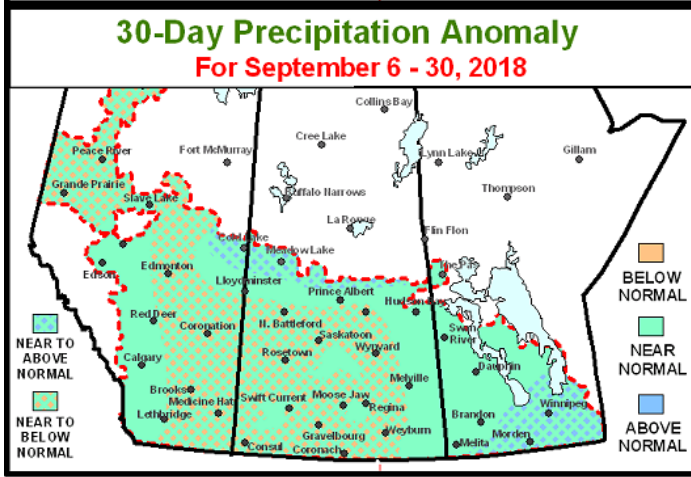 30-Day Precipitation Anomaly
For September 6 - 30, 2018
Collins Bay
Cree Lake
Peace River
Fort McMurray
Lynn Lake
Gillam
Grande Prairie
Slave Lake
Buffalo Narrows
Thompson
La Ronge
Flin Flon
Cold Lake
Meadow Lake
Edson
Edmonton
The Pas
Lloydminster
Prince Albert
Hudson Bay
BELOW
NORMAL
Red Deer
Coronation
N. Battleford
Saskatoon
Swan
River
NEAR TO
ABOVE
NORMAL
Rosetown
Wynyard
NEAR
NORMAL
Calgary
Dauphin
Brooks
Melville
Medicine Hat
Swift Current
Moose Jaw
Regina
Winnipeg
Lethbridge
Brandon
NEAR TO
BELOW
NORMAL
Gravelbourg
Weyburn
Morden
ABOVE
NORMAL
Consul
Coronach
Melita